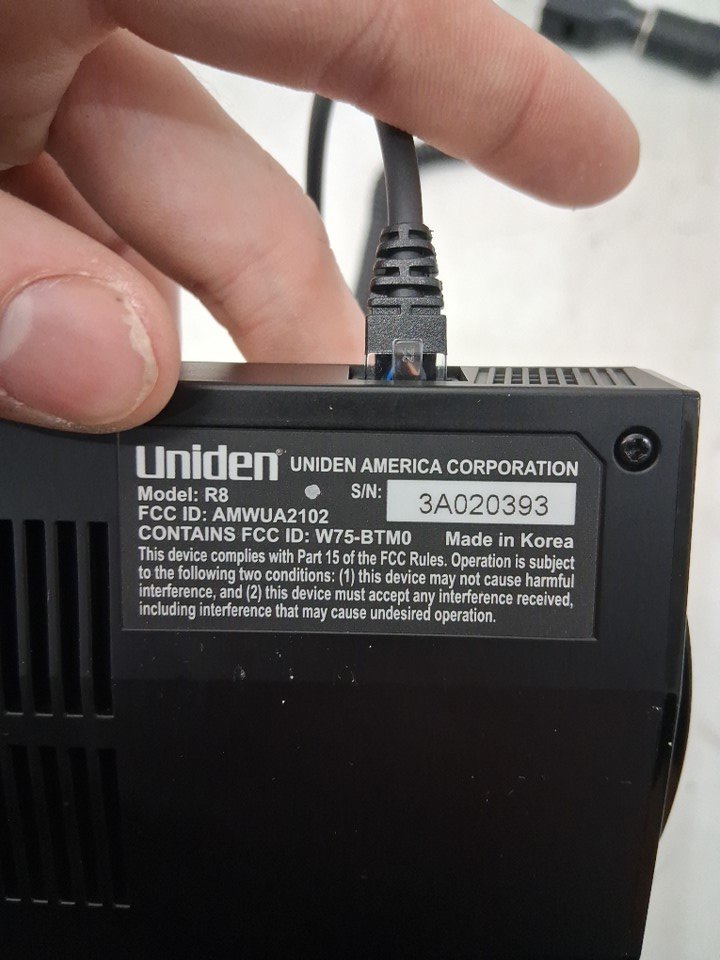 Uniden® UNIDEN AMERICA CORPORATION
Model: R8 S/N: 3A020393
FCC ID: AMWUA2102
CONTAINS FCC ID: W75-BTM0 Made in Korea
This device complies with Part 15 of the FCC Rules. Operation is subject
to the following two conditions: (1) this device may not cause harmful
interference, and (2) this device must accept any interference received,
including interference that may cause undesired operation.